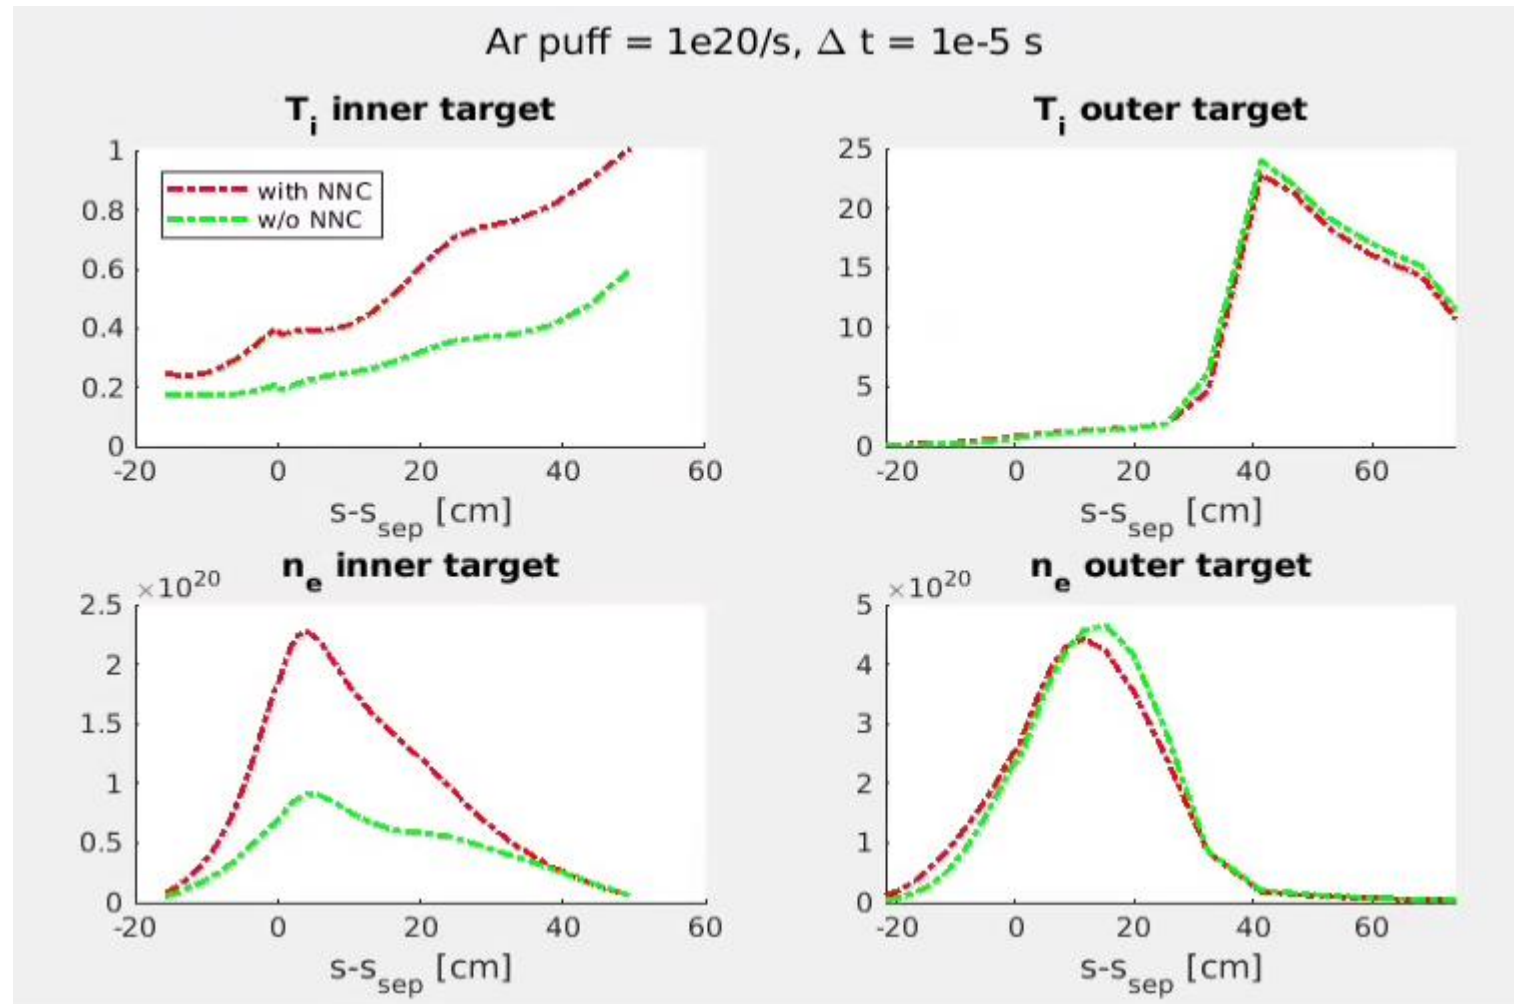 Ar puff = 1e20/s, Δ t = 1e-5 s
T_i inner target
1
0.8
0.6
0.4
0.2
0
-20 0 20 40 60
s-s_sep [cm]
with NNC
w/o NNC
T_i outer target
25
20
15
10
5
0
-20 0 20 40 60
s-s_sep [cm]
n_e inner target
×10^20
2.5
2
1.5
1
0.5
0
-20 0 20 40 60
s-s_sep [cm]
n_e outer target
×10^20
5
4
3
2
1
0
-20 0 20 40 60
s-s_sep [cm]